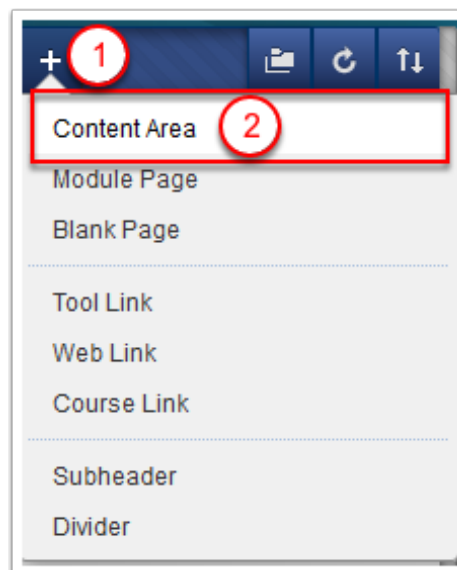 + 1
Content Area 2
Module Page
Blank Page
Tool Link
Web Link
Course Link
Subheader
Divider